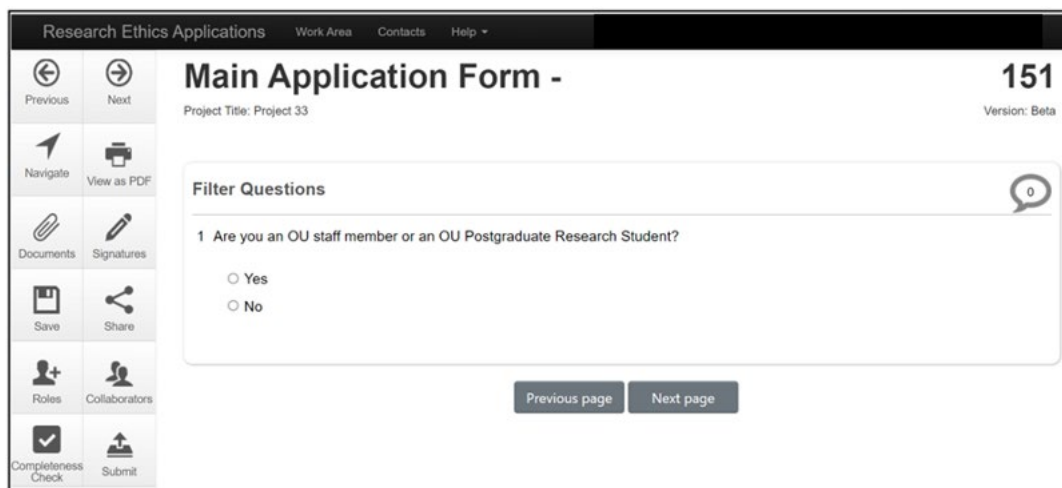 Research Ethics Applications Work Area Contacts Help
Previous Next
Main Application Form - 151
Project Title: Project 33 Version: Beta
Navigate View as PDF
Filter Questions 0
1 Are you an OU staff member or an OU Postgraduate Research Student?
Documents Signatures
Yes
No
Save Share
Roles Collaborators
Previous page Next page
Completeness Check Submit